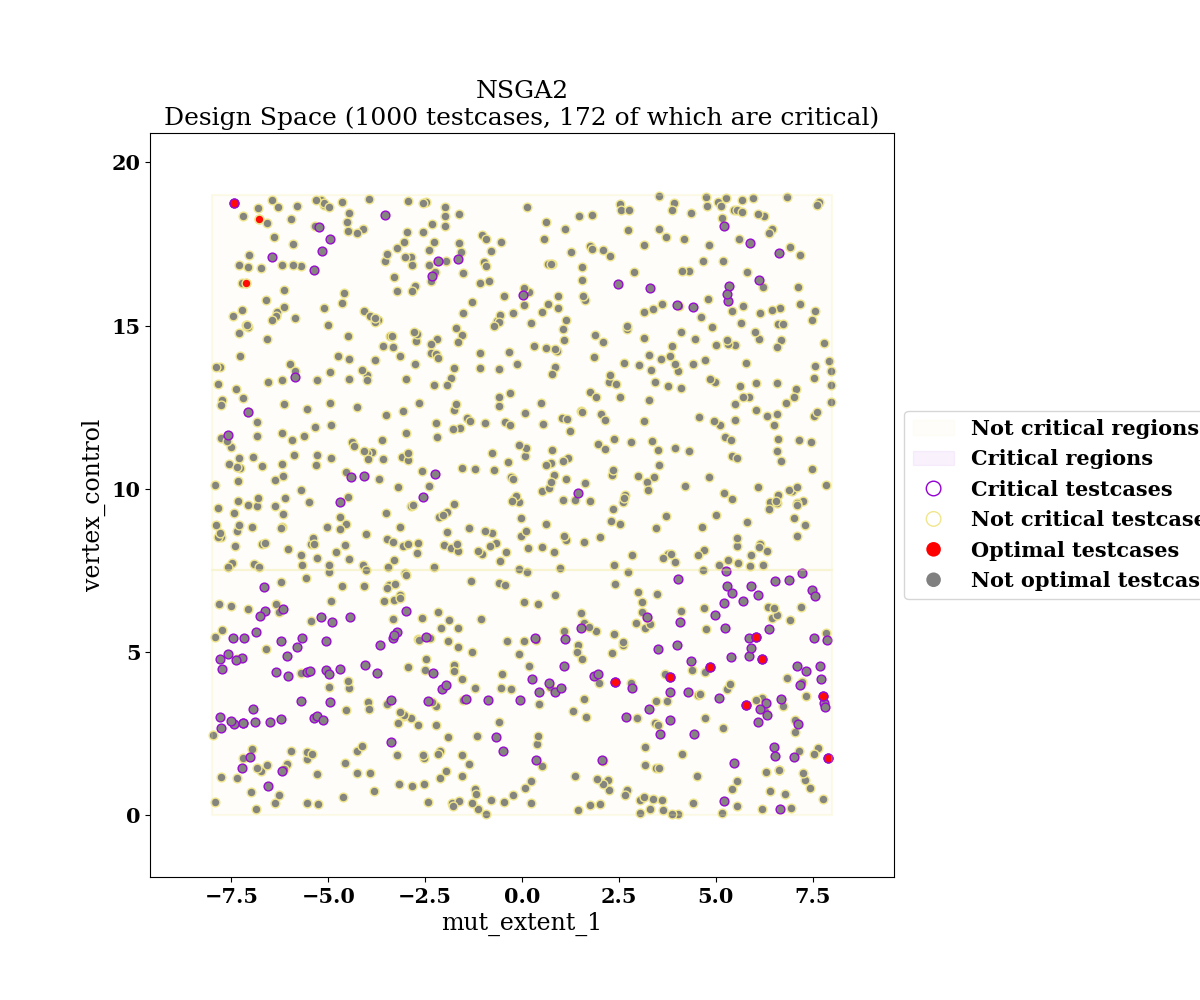 NSGA2
Design Space (1000 testcases, 172 of which are critical)
20
15
10
5
0
vertex_control
−7.5 −5.0 −2.5 0.0 2.5 5.0 7.5
mut_extent_1
Not critical regions
Critical regions
Critical testcases
Not critical testcase
Optimal testcases
Not optimal testcas